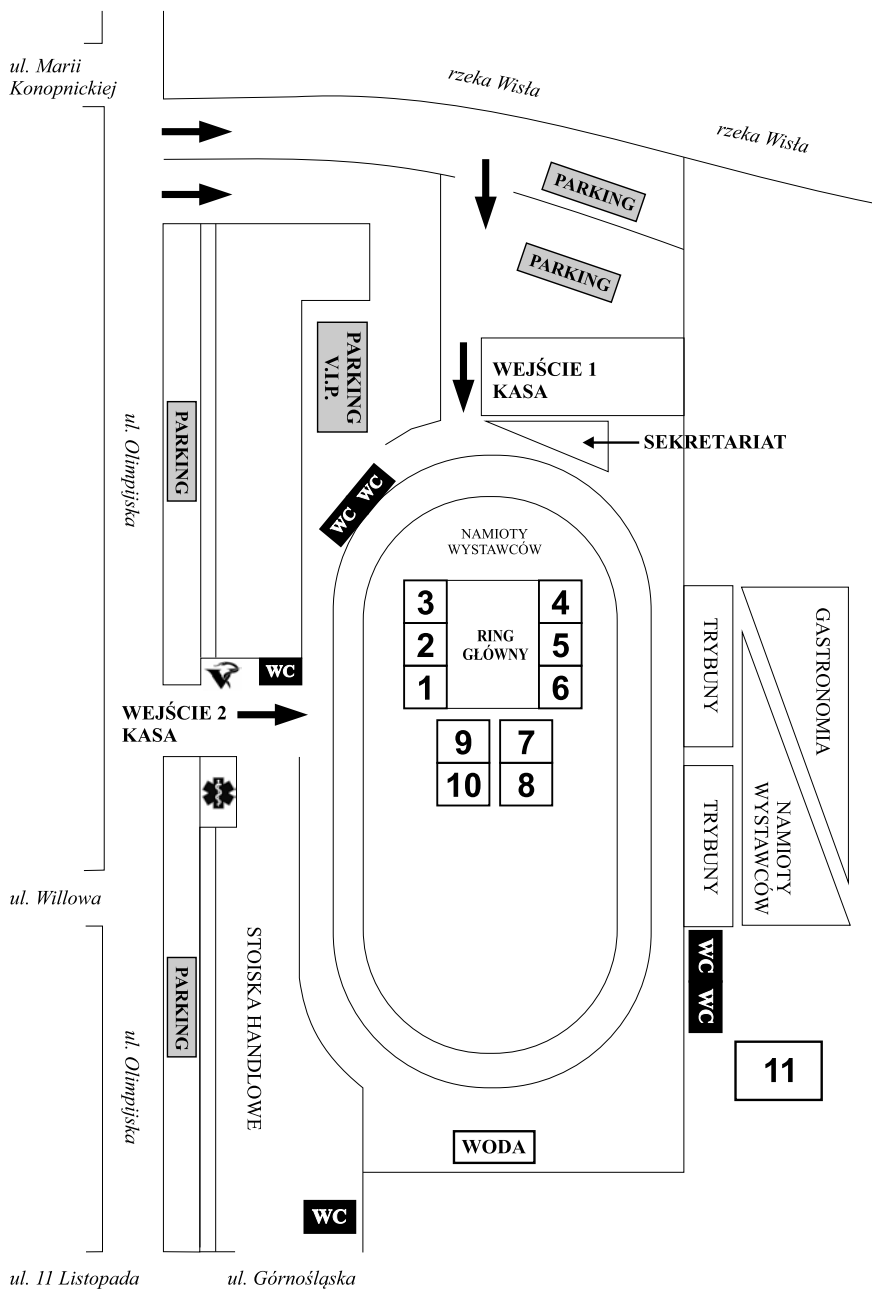 ul. Marii
Konopnickiej
rzeka Wisła
rzeka Wisła
PARKING
PARKING
PARKING
V.I.P.
WEJŚCIE 1
KASA
PARKING
ul. Olimpijska
SEKRETARIAT
WC WC
NAMIOTY
WYSTAWCÓW
3
4
2
RING
GŁÓWNY
5
1
6
TRYBUNY
GASTRONOMIA
WC
WEJŚCIE 2
KASA
9
7
10
8
TRYBUNY
NAMIOTY
WYSTAWCÓW
ul. Willowa
STOISKA HANDLOWE
PARKING
ul. Olimpijska
WC WC
11
WODA
WC
ul. 11 Listopada
ul. Górnośląska